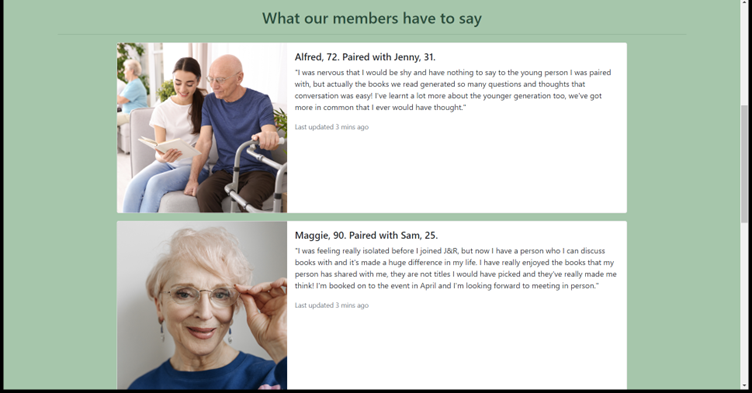 What our members have to say
Alfred, 72. Paired with Jenny, 31.
"I was nervous that I would be shy and have nothing to say to the young person I was paired
with, but actually the books we read generated so many questions and thoughts that
conversation was easy! I've learnt a lot more about the younger generation too, we've got
more in common that I ever would have thought."
Last updated 3 mins ago
Maggie, 90. Paired with Sam, 25.
"I was feeling really isolated before I joined J&R, but now I have a person who I can discuss
books with and it's made a huge difference in my life. I have really enjoyed the books that my
person has shared with me, they are not titles I would have picked and they've really made me
think! I'm booked on to the event in April and I'm looking forward to meeting in person."
Last updated 3 mins ago